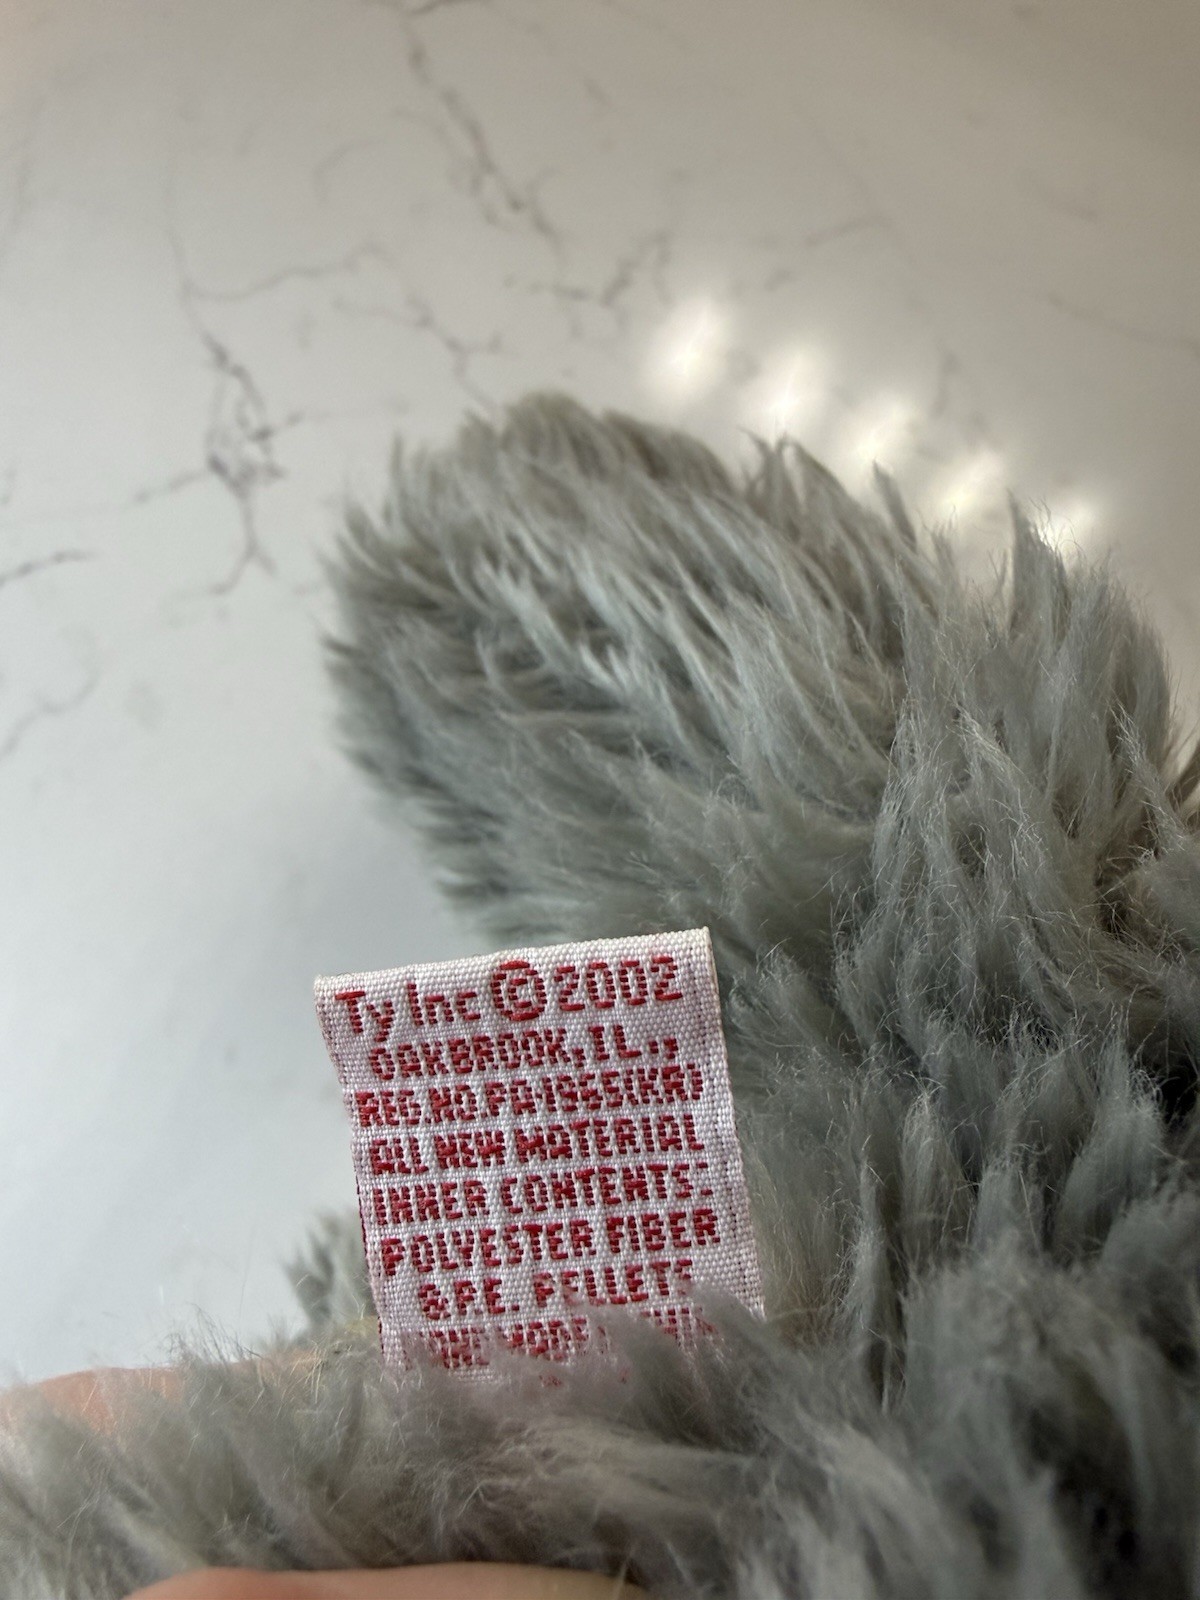 Ty Inc © 2002
OAKBROOK, IL.,
REG.NO.PA-1965(KR)
ALL NEW MATERIAL
INNER CONTENTS:
POLYESTER FIBER
& P.E. PELLETS